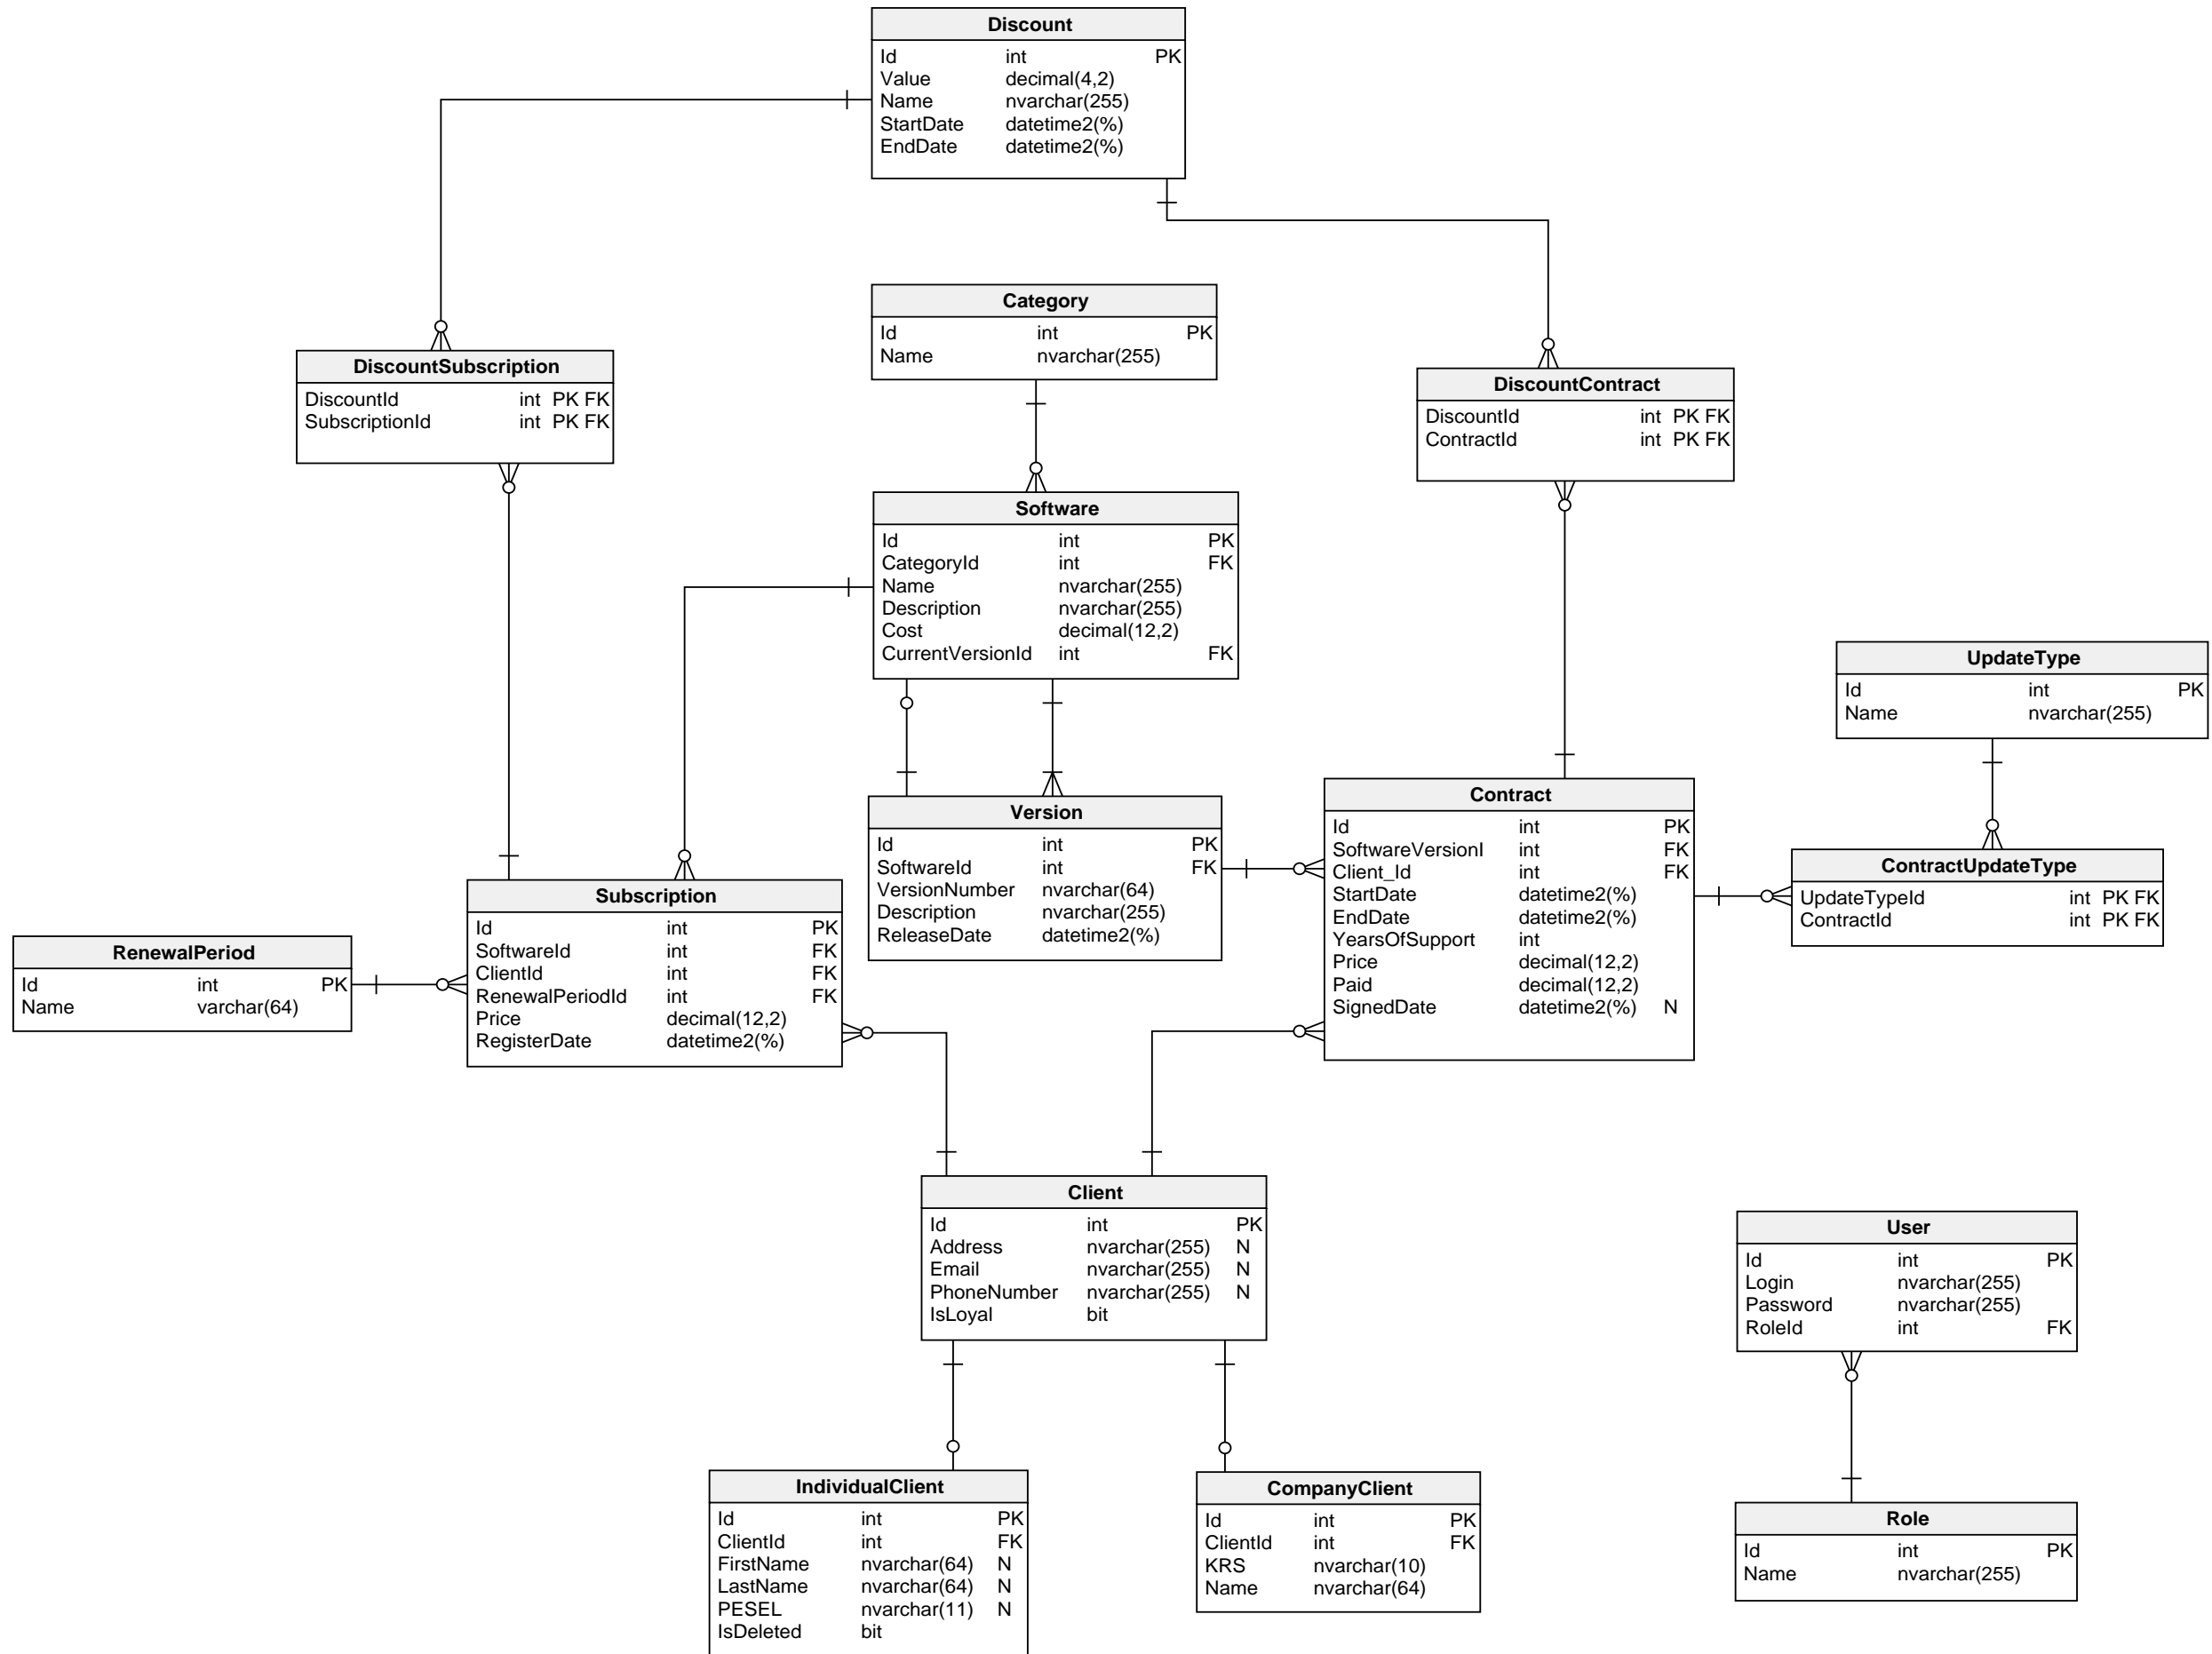 Discount
Id int PK
Value decimal(4,2)
Name nvarchar(255)
StartDate datetime2(%)
EndDate datetime2(%)
Category
Id int PK
Name nvarchar(255)
DiscountSubscription
DiscountId int PK FK
SubscriptionId int PK FK
DiscountContract
DiscountId int PK FK
ContractId int PK FK
Software
Id int PK
CategoryId int FK
Name nvarchar(255)
Description nvarchar(255)
Cost decimal(12,2)
CurrentVersionId int FK
UpdateType
Id int PK
Name nvarchar(255)
Version
Id int PK
SoftwareId int FK
VersionNumber nvarchar(64)
Description nvarchar(255)
ReleaseDate datetime2(%)
Contract
Id int PK
SoftwareVersionI int FK
Client_Id int FK
StartDate datetime2(%)
EndDate datetime2(%)
YearsOfSupport int
Price decimal(12,2)
Paid decimal(12,2)
SignedDate datetime2(%) N
ContractUpdateType
UpdateTypeId int PK FK
ContractId int PK FK
Subscription
Id int PK
SoftwareId int FK
ClientId int FK
RenewalPeriodId int FK
Price decimal(12,2)
RegisterDate datetime2(%)
RenewalPeriod
Id int PK
Name varchar(64)
Client
Id int PK
Address nvarchar(255) N
Email nvarchar(255) N
PhoneNumber nvarchar(255) N
IsLoyal bit
User
Id int PK
Login nvarchar(255)
Password nvarchar(255)
RoleId int FK
IndividualClient
Id int PK
ClientId int FK
FirstName nvarchar(64) N
LastName nvarchar(64) N
PESEL nvarchar(11) N
IsDeleted bit
CompanyClient
Id int PK
ClientId int FK
KRS nvarchar(10)
Name nvarchar(64)
Role
Id int PK
Name nvarchar(255)